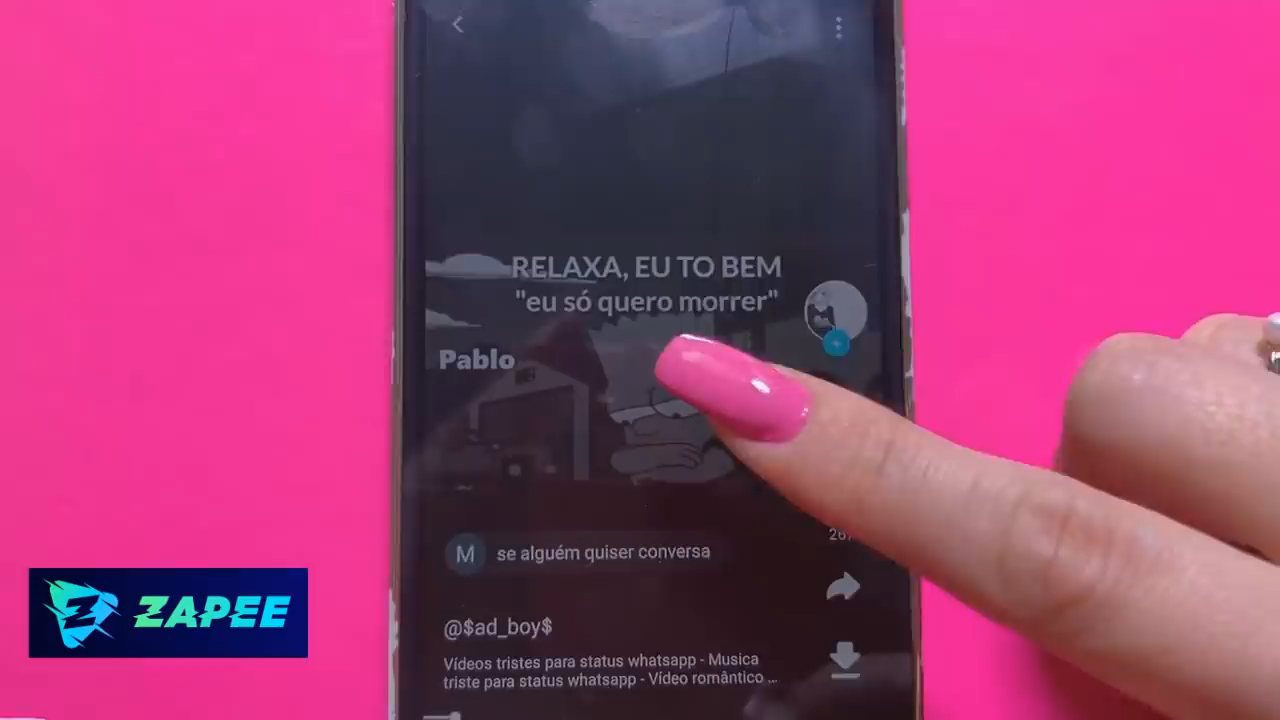 RELAXA, EU TO BEM
"eu só quero morrer"
Pablo
M se alguém quiser conversa
@$ad_boy$
Vídeos tristes para status whatsapp - Musica
triste para status whatsapp - Vídeo romântico ...
ZAPEE